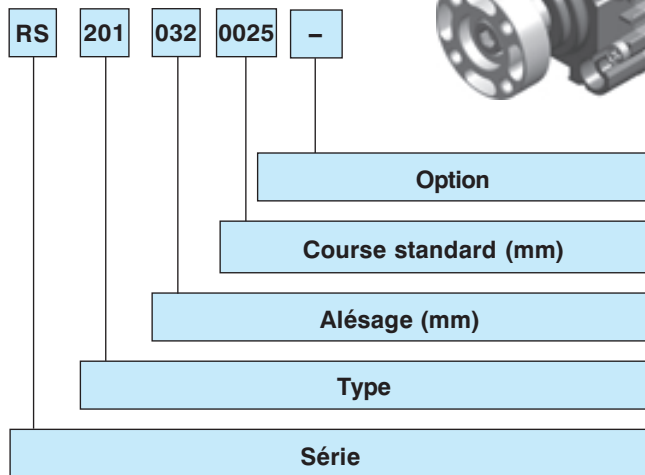 RS 201 032 0025 –
Option
Course standard (mm)
Alésage (mm)
Type
Série